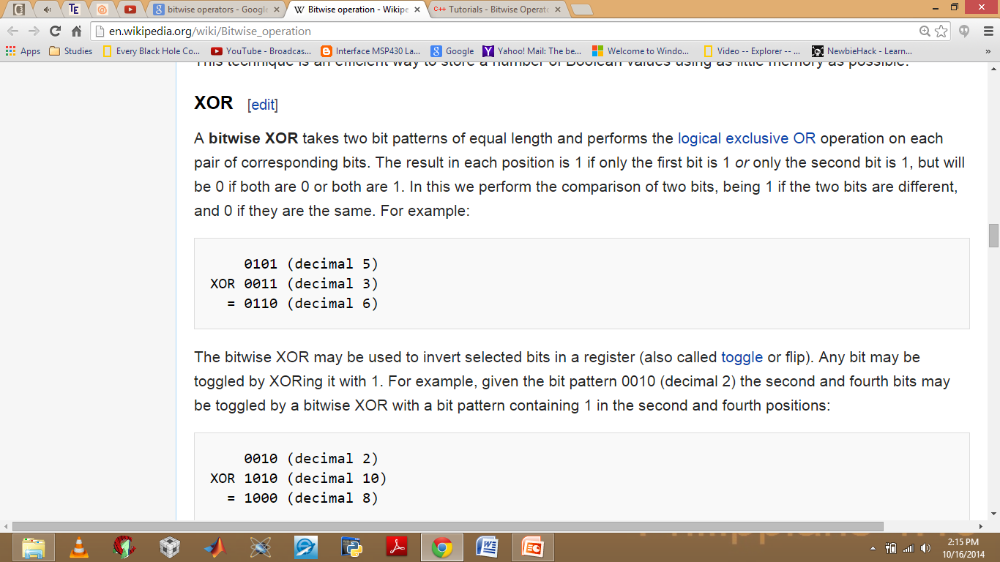 bitwise operators - Google
Bitwise operation - Wikipe
C++ Tutorials - Bitwise Operato
en.wikipedia.org/wiki/Bitwise_operation
Apps Studies Every Black Hole Co... YouTube - Broadcas... Interface MSP430 La... Google Yahoo! Mail: The be... Welcome to Windo... Video -- Explorer -- ... NewbieHack - Learn... »
This technique is an efficient way to store a number of Boolean values using as little memory as possible.
XOR [edit]
A bitwise XOR takes two bit patterns of equal length and performs the logical exclusive OR operation on each
pair of corresponding bits. The result in each position is 1 if only the first bit is 1 or only the second bit is 1, but will
be 0 if both are 0 or both are 1. In this we perform the comparison of two bits, being 1 if the two bits are different,
and 0 if they are the same. For example:
0101 (decimal 5)
XOR 0011 (decimal 3)
= 0110 (decimal 6)
The bitwise XOR may be used to invert selected bits in a register (also called toggle or flip). Any bit may be
toggled by XORing it with 1. For example, given the bit pattern 0010 (decimal 2) the second and fourth bits may
be toggled by a bitwise XOR with a bit pattern containing 1 in the second and fourth positions:
0010 (decimal 2)
XOR 1010 (decimal 10)
= 1000 (decimal 8)
2:15 PM
10/16/2014